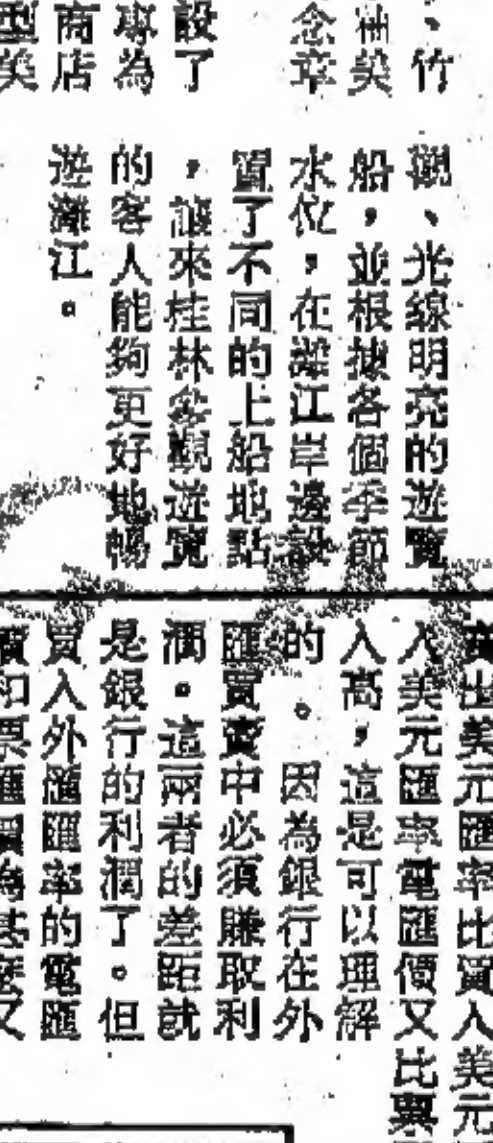 、竹
美
念章
設了
專為
商店
型美
觀、光線明亮的遊覽
船，並根據各個季節
水位，在灕江岸邊設
置了不同的上船地點
，讓來桂林參觀遊覽
的客人能夠更好地暢
遊灕江。
出美元匯率比買入美元
入美元匯率電匯價又比票
入高，這是可以理解
的。因為銀行在外
匯買賣中必須賺取利
潤。這兩者的差距就
是銀行的利潤了。但
買入外匯匯率的電匯
價和票匯價為甚麼又